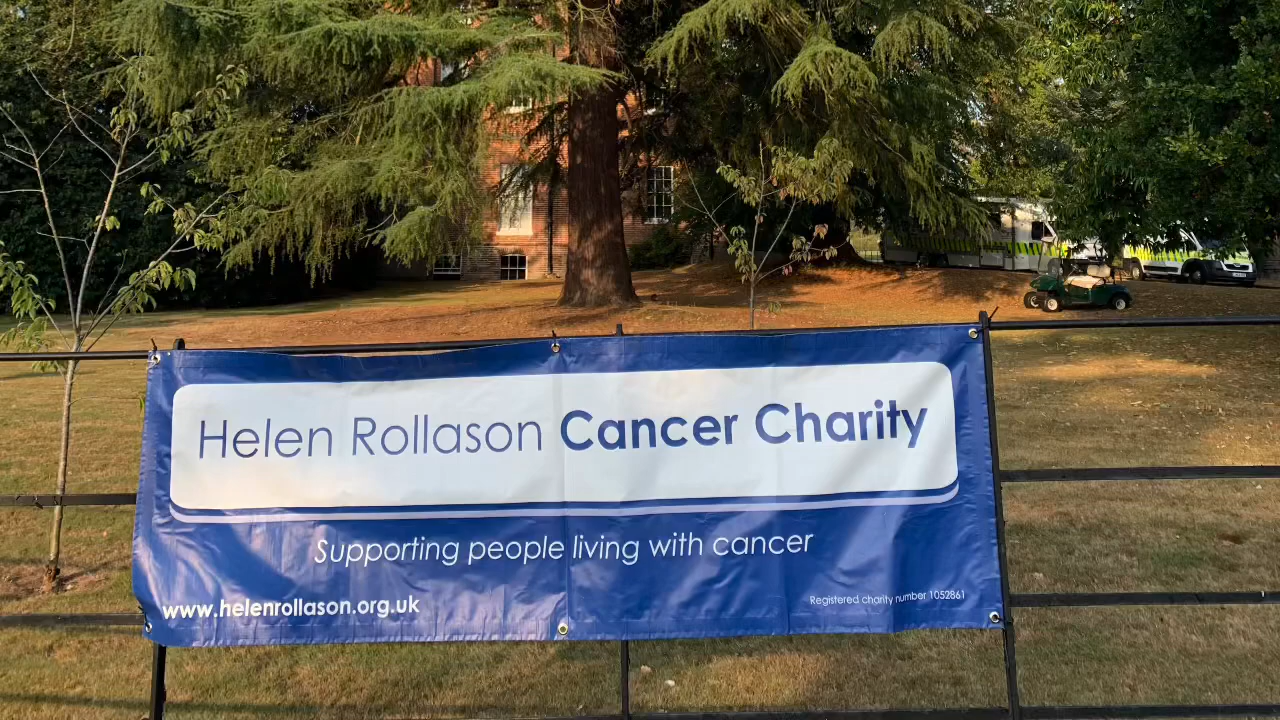 Helen Rollason Cancer Charity
Supporting people living with cancer
www.helenrollason.org.uk
Registered charity number 1052861